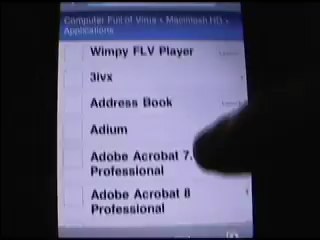 Computer Full of Virus > Macintosh HD >
Applications
Wimpy FLV Player
3ivx
Address Book
Adium
Adobe Acrobat 7.
Professional
Adobe Acrobat 8
Professional